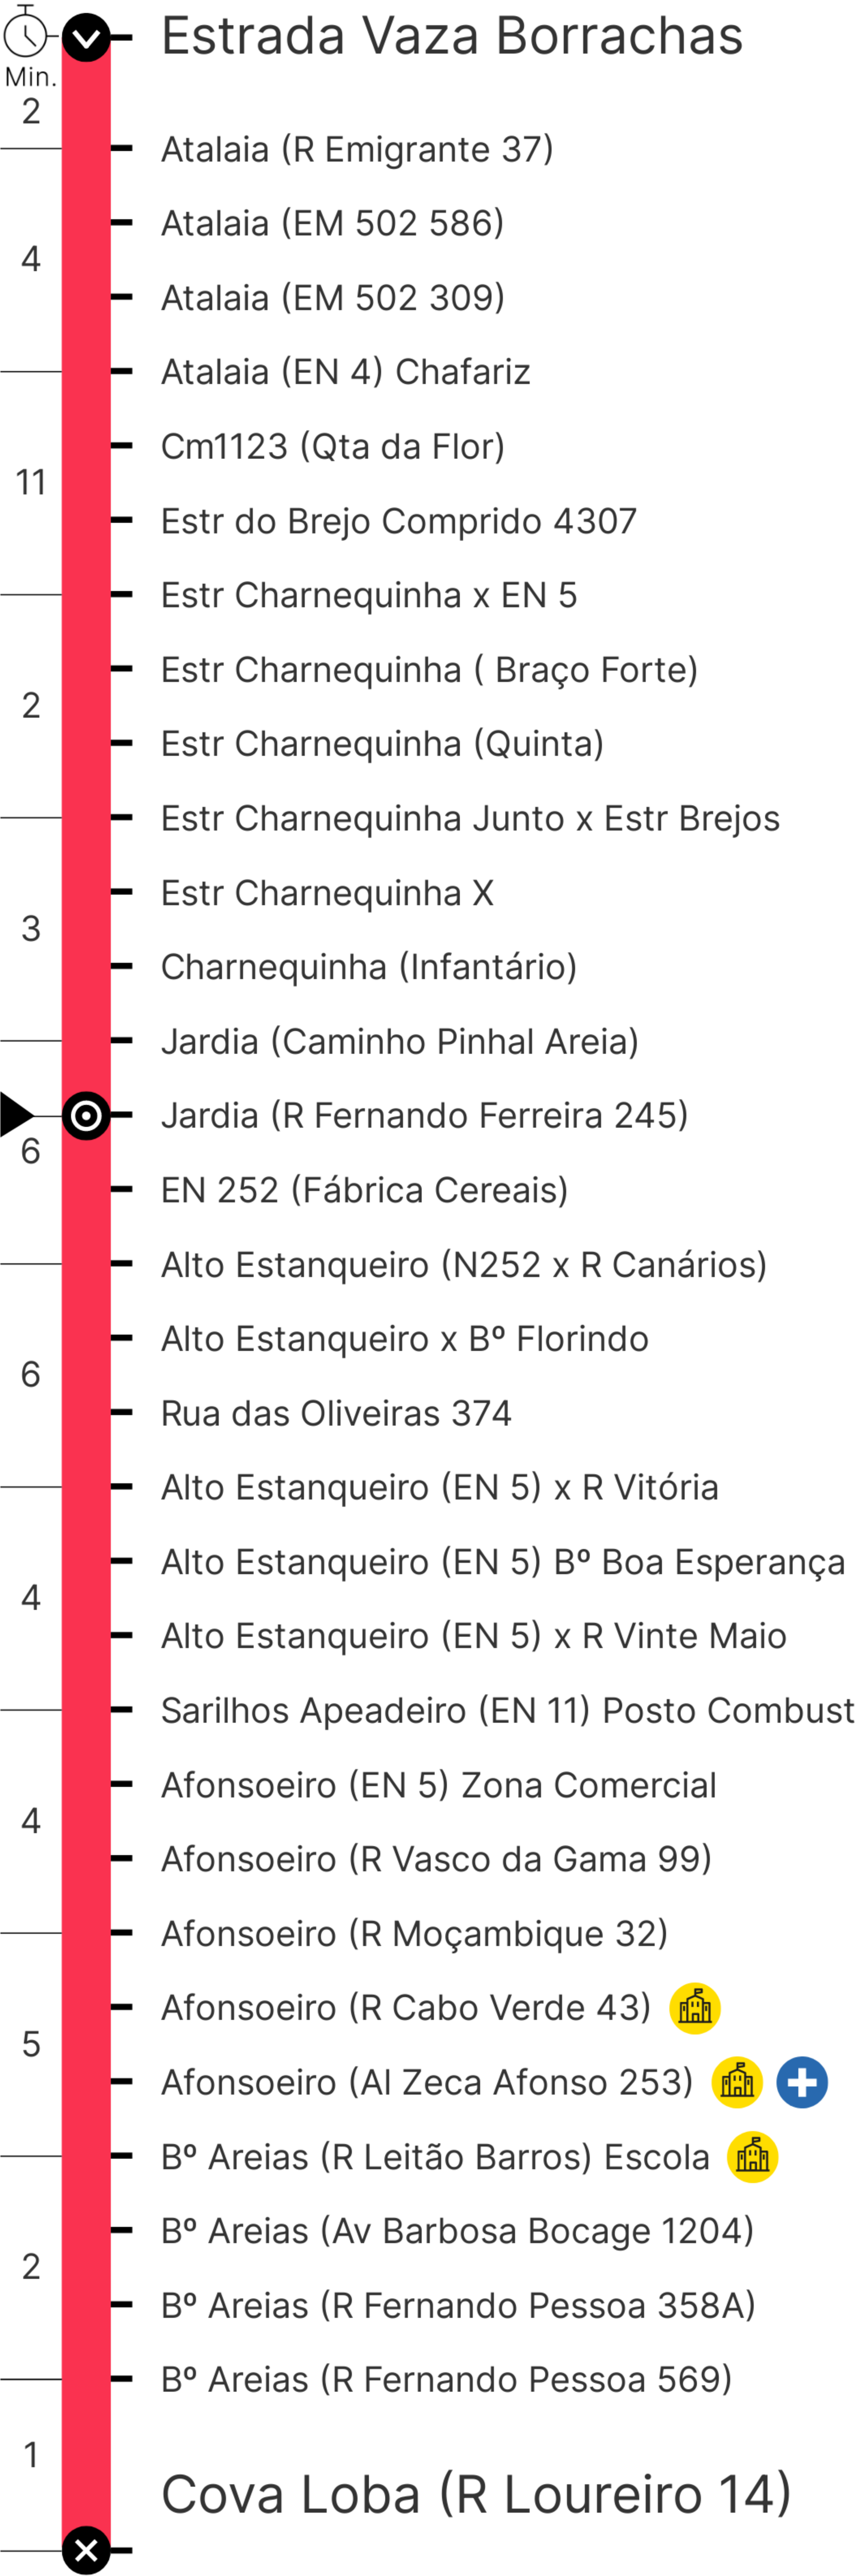 Estrada Vaza Borrachas
Min.
2
Atalaia (R Emigrante 37)
Atalaia (EM 502 586)
4
Atalaia (EM 502 309)
Atalaia (EN 4) Chafariz
Cm1123 (Qta da Flor)
11
Estr do Brejo Comprido 4307
Estr Charnequinha x EN 5
Estr Charnequinha ( Braço Forte)
2
Estr Charnequinha (Quinta)
Estr Charnequinha Junto x Estr Brejos
Estr Charnequinha X
3
Charnequinha (Infantário)
Jardia (Caminho Pinhal Areia)
Jardia (R Fernando Ferreira 245)
6
EN 252 (Fábrica Cereais)
Alto Estanqueiro (N252 x R Canários)
Alto Estanqueiro x Bº Florindo
6
Rua das Oliveiras 374
Alto Estanqueiro (EN 5) x R Vitória
Alto Estanqueiro (EN 5) Bº Boa Esperança
4
Alto Estanqueiro (EN 5) x R Vinte Maio
Sarilhos Apeadeiro (EN 11) Posto Combust
Afonsoeiro (EN 5) Zona Comercial
4
Afonsoeiro (R Vasco da Gama 99)
Afonsoeiro (R Moçambique 32)
Afonsoeiro (R Cabo Verde 43)
5
Afonsoeiro (Al Zeca Afonso 253)
Bº Areias (R Leitão Barros) Escola
Bº Areias (Av Barbosa Bocage 1204)
2
Bº Areias (R Fernando Pessoa 358A)
Bº Areias (R Fernando Pessoa 569)
1
Cova Loba (R Loureiro 14)